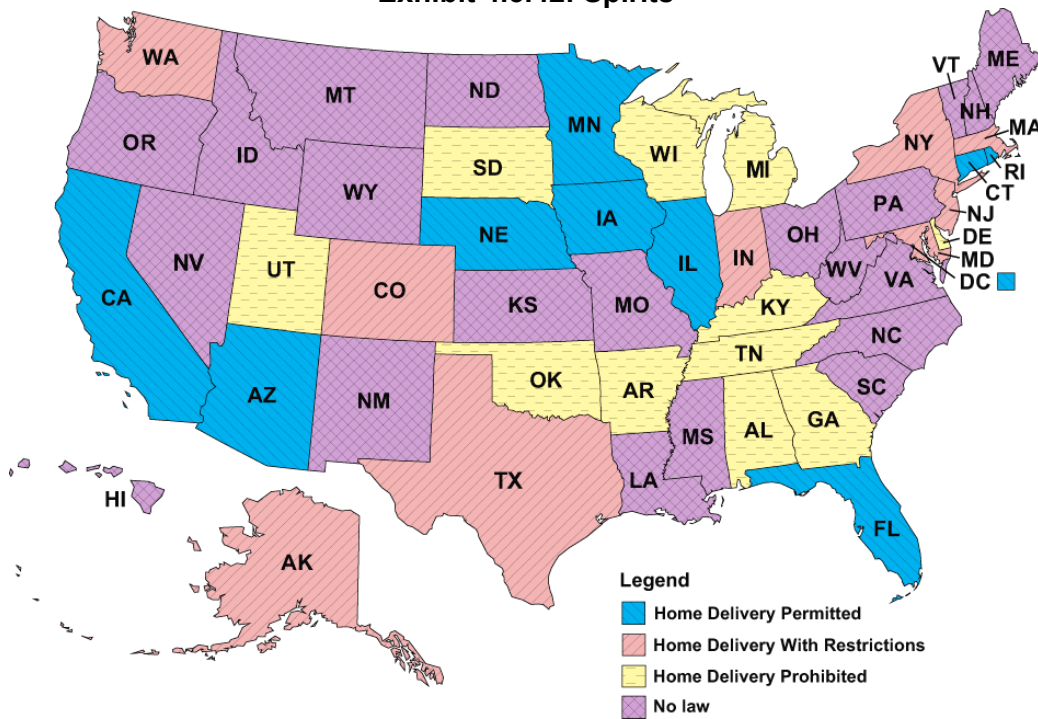 Exhibit Spirits
WA
MT
ND
MN
VT
ME
NH
OR
ID
SD
WI
MI
NY
MA
RI
CT
WY
IA
NE
PA
NJ
NV
UT
CO
IL
IN
OH
DE
MD
DC
CA
KS
MO
WV
VA
KY
AZ
NM
OK
AR
TN
NC
SC
MS
AL
GA
TX
LA
HI
FL
AK
Legend
Home Delivery Permitted
Home Delivery With Restrictions
Home Delivery Prohibited
No law